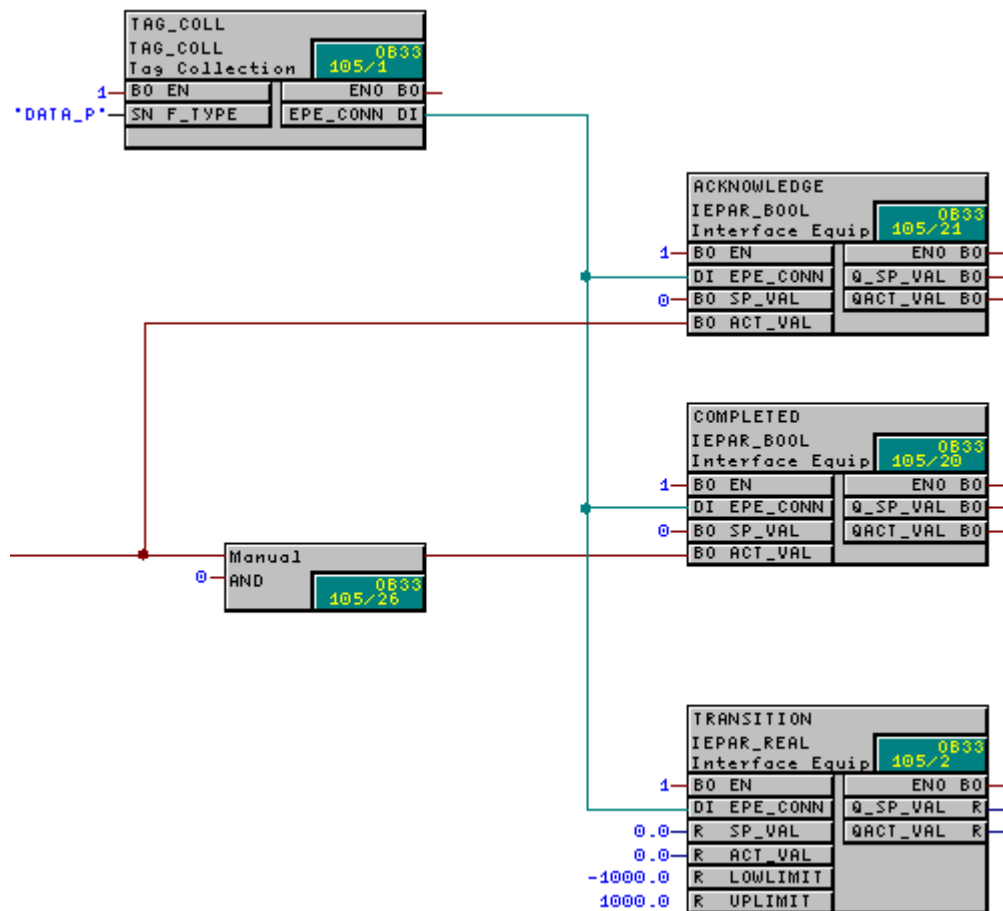 TAG_COLL
TAG_COLL OB33
Tag Collection 105/1
1 BO EN ENO BO
"DATA_P" SN F_TYPE EPE_CONN DI
ACKNOWLEDGE
IEPAR_BOOL OB33
Interface Equip 105/21
1 BO EN ENO BO
DI EPE_CONN Q_SP_VAL BO
0 BO SP_VAL QACT_VAL BO
BO ACT_VAL
COMPLETED
IEPAR_BOOL OB33
Interface Equip 105/20
1 BO EN ENO BO
DI EPE_CONN Q_SP_VAL BO
0 BO SP_VAL QACT_VAL BO
BO ACT_VAL
Manual
0 AND OB33
105/26
TRANSITION
IEPAR_REAL OB33
Interface Equip 105/2
1 BO EN ENO BO
DI EPE_CONN Q_SP_VAL R
0.0 R SP_VAL QACT_VAL R
0.0 R ACT_VAL
-1000.0 R LOWLIMIT
1000.0 R UPLIMIT